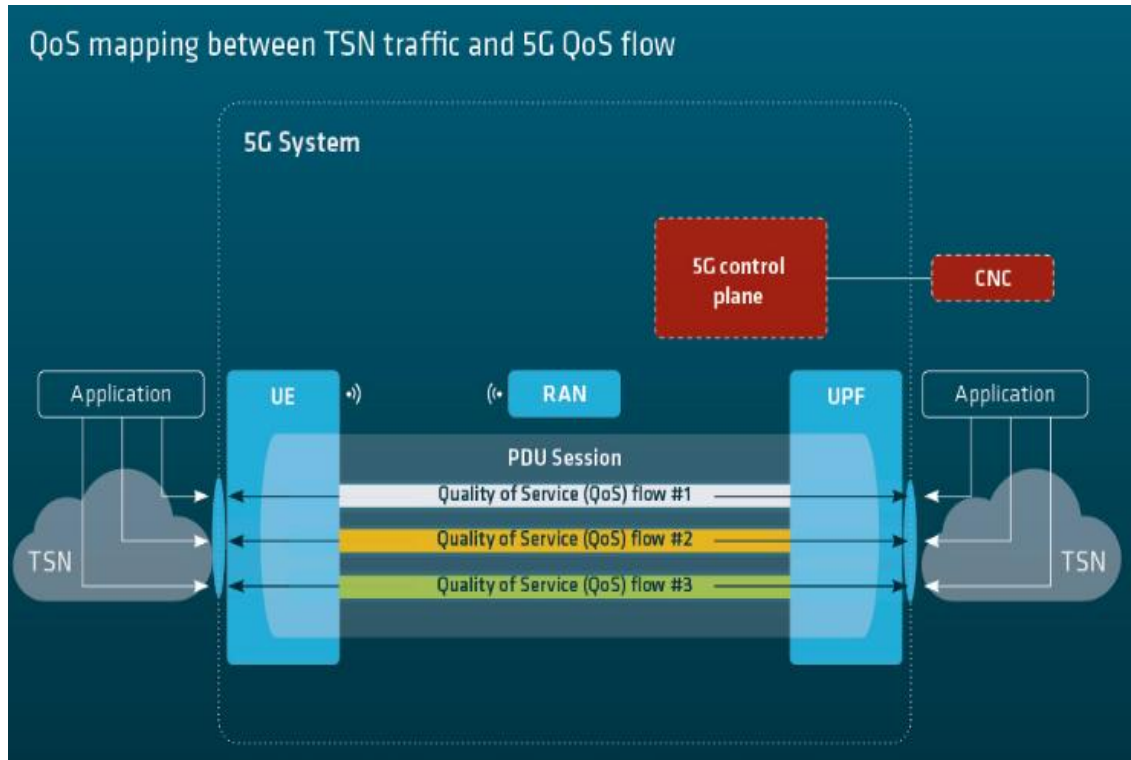 QoS mapping between TSN traffic and 5G QoS flow
5G System
5G control
plane
CNC
Application
UE
RAN
UPF
Application
PDU Session
Quality of Service (QoS) flow #1
Quality of Service (QoS) flow #2
Quality of Service (QoS) flow #3
TSN
TSN